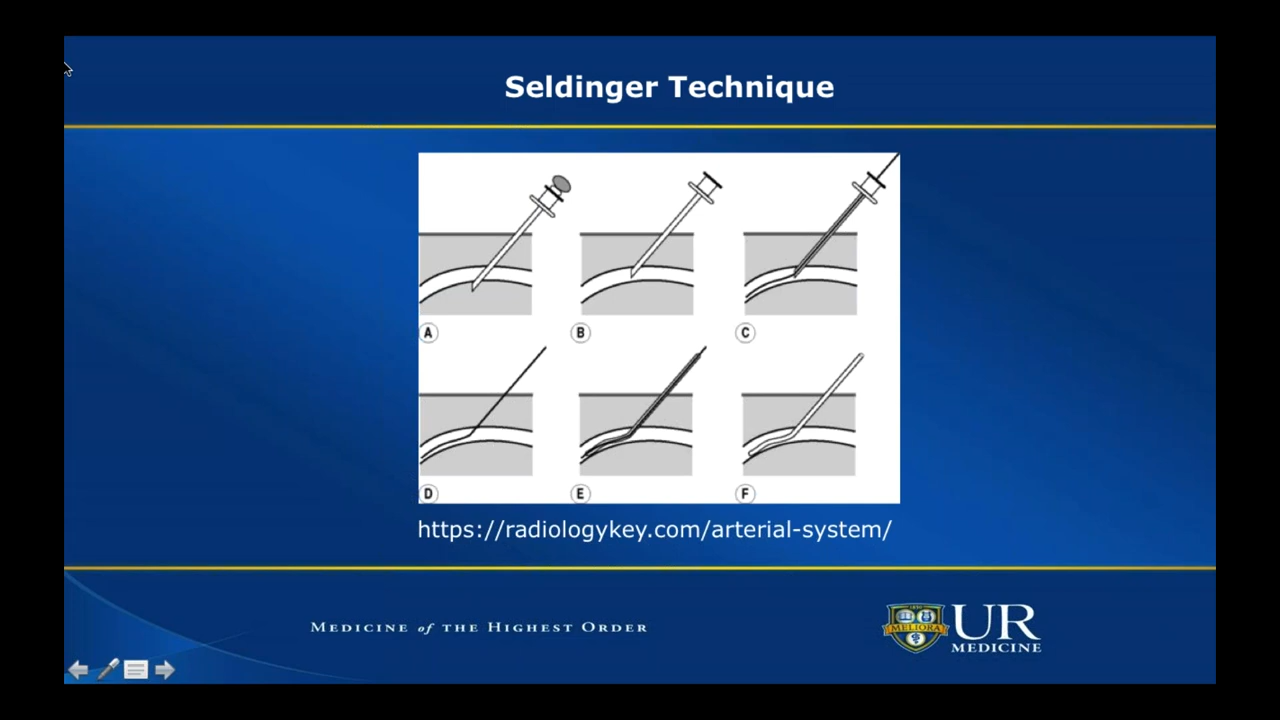 Seldinger Technique
A
B
C
D
E
F
https://radiologykey.com/arterial-system/
MEDICINE of THE HIGHEST ORDER
MELIORA
UR
MEDICINE